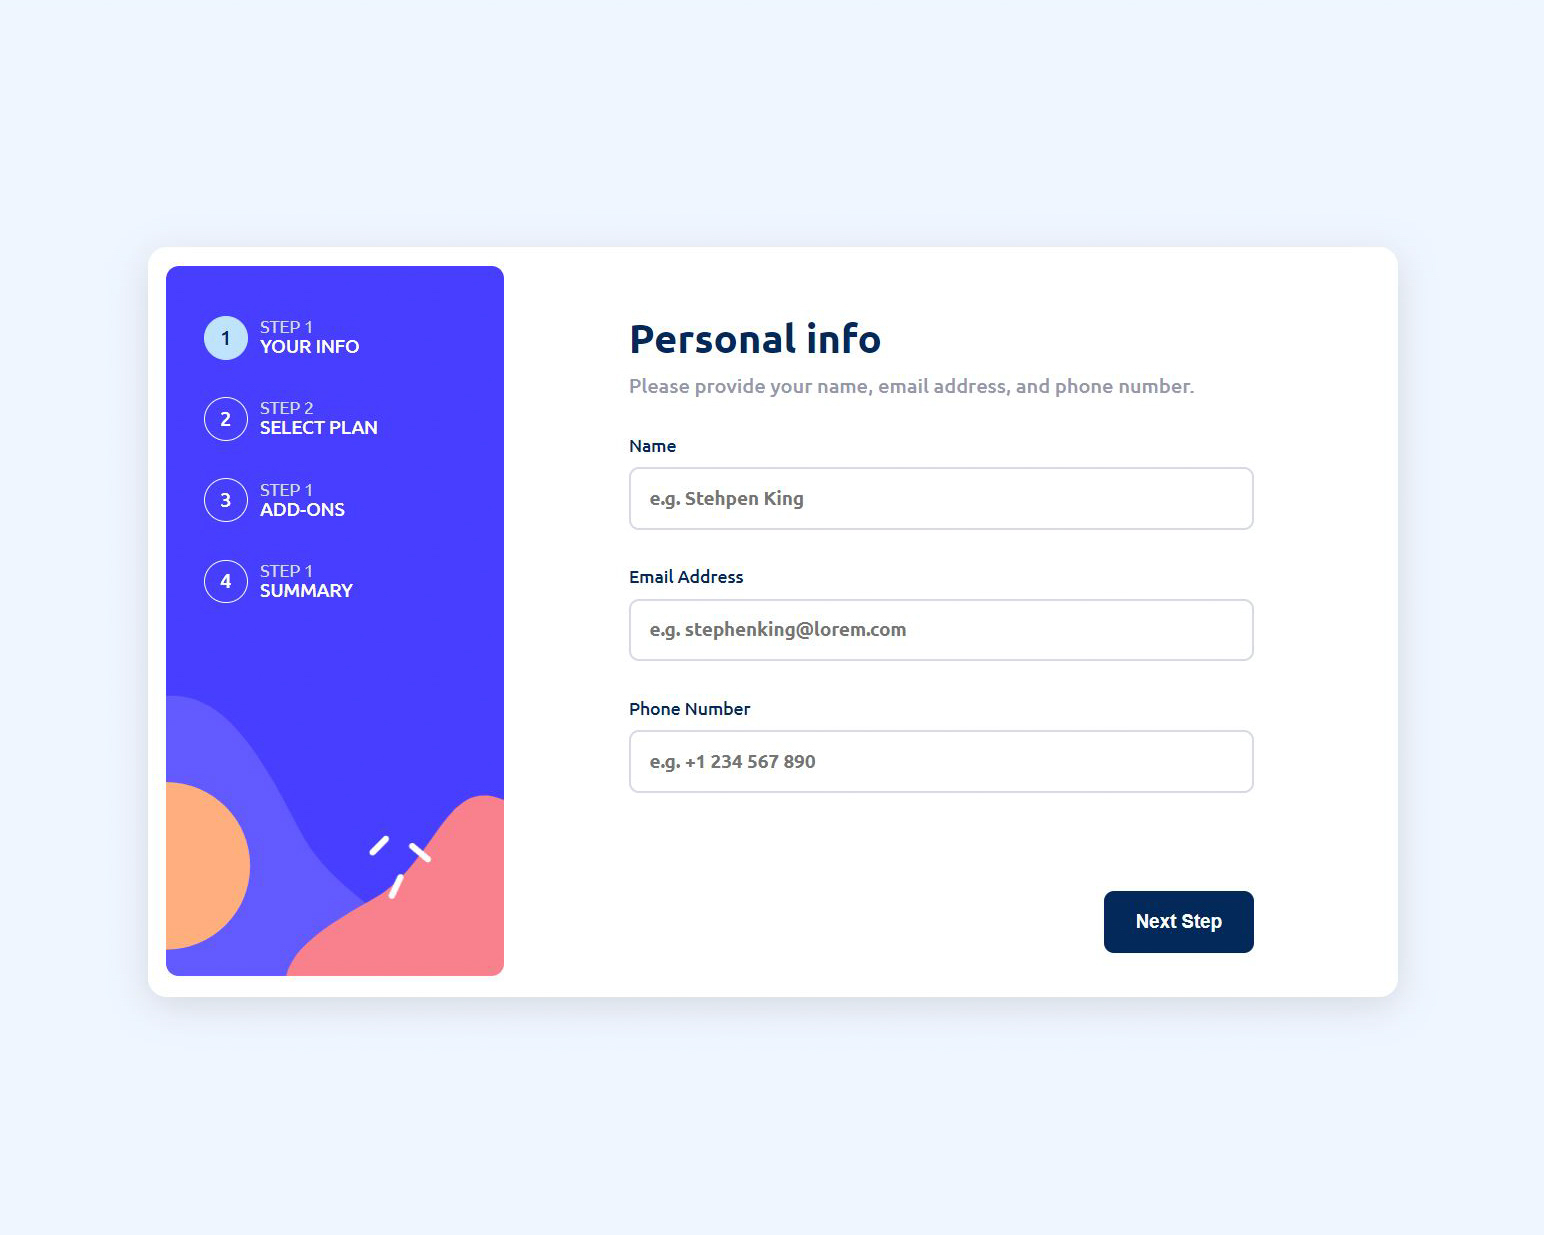 1
STEP 1
YOUR INFO
2
STEP 2
SELECT PLAN
3
STEP 1
ADD-ONS
4
STEP 1
SUMMARY
Personal info
Please provide your name, email address, and phone number.
Name
e.g. Stehpen King
Email Address
e.g. stephenking@lorem.com
Phone Number
e.g. +1 234 567 890
Next Step